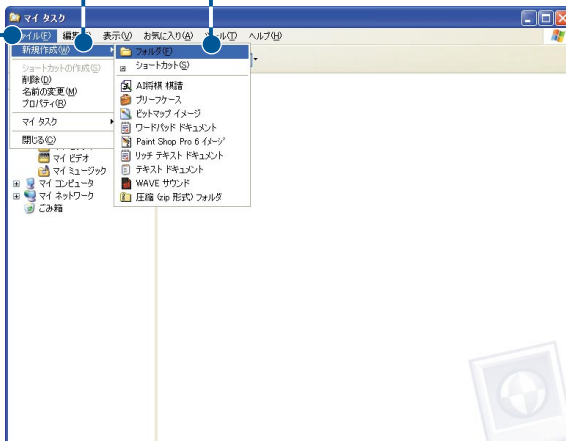 マイ タスク
ファイル(F) 編集(E) 表示(V) お気に入り(A) ツール(T) ヘルプ(H)
新規作成(W)
ショートカットの作成(S)
削除(D)
名前の変更(M)
プロパティ(R)
マイ タスク
閉じる(C)
フォルダ(F)
ショートカット(S)
AI将棋 棋譜
ブリーフケース
ビットマップ イメージ
ワードパッド ドキュメント
Paint Shop Pro 6 イメージ
リッチ テキスト ドキュメント
テキスト ドキュメント
WAVE サウンド
圧縮 (zip 形式) フォルダ
マイ ビデオ
マイ ミュージック
マイ コンピュータ
マイ ネットワーク
ごみ箱